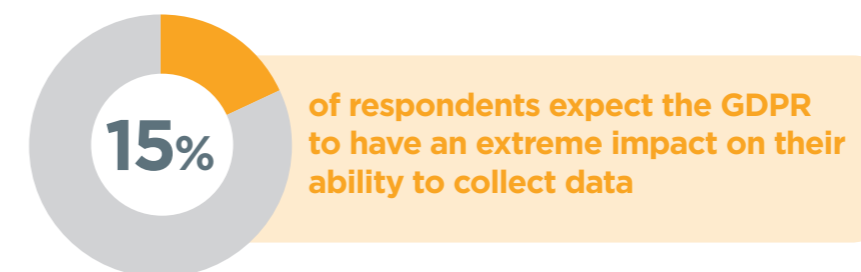 15%
of respondents expect the GDPR
to have an extreme impact on their
ability to collect data